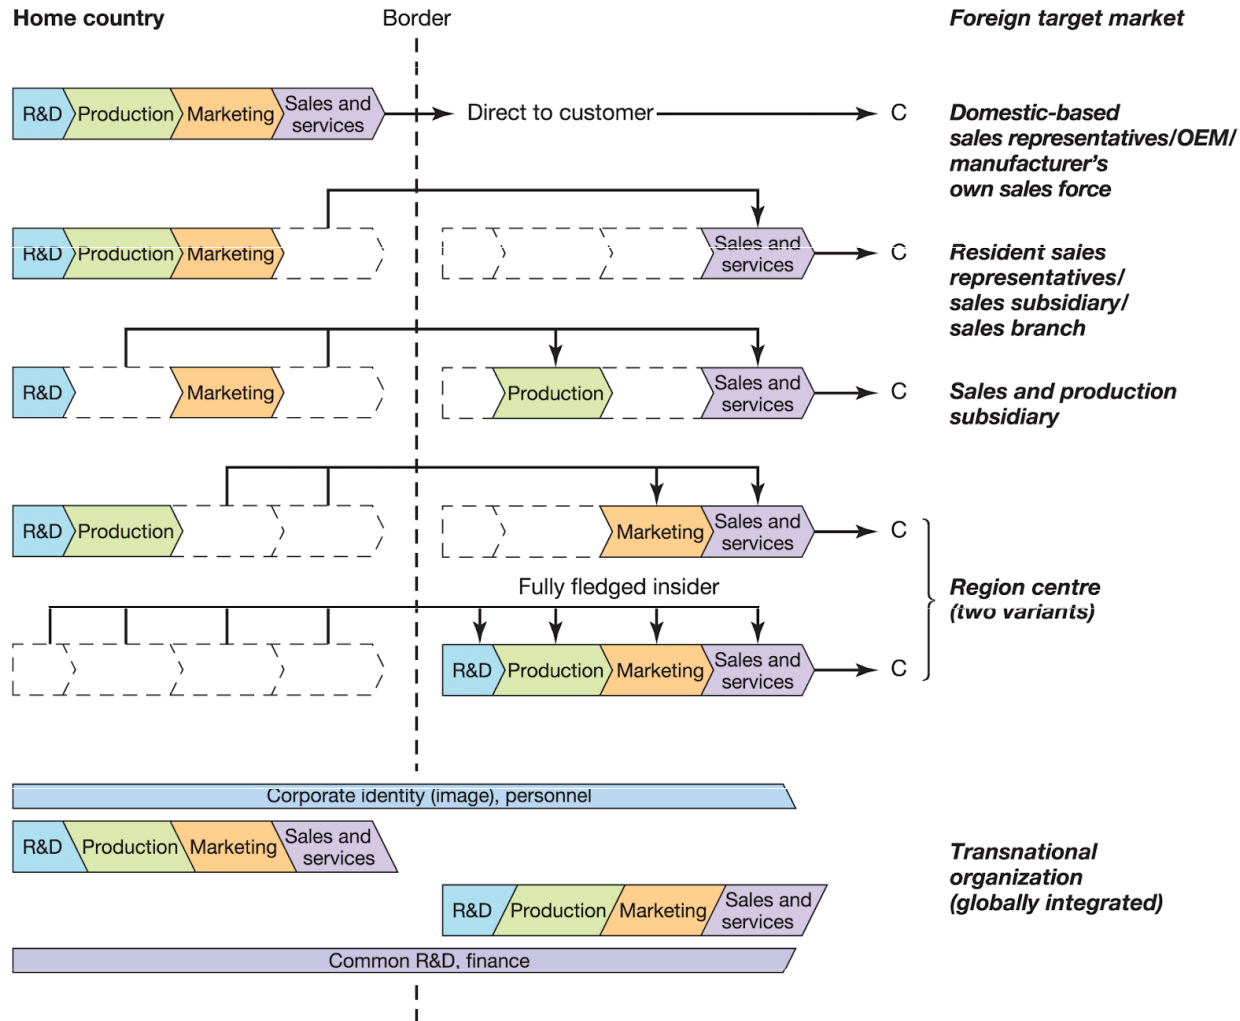 Home country
Border
Foreign target market
R&D
Production
Marketing
Sales and
services
Direct to customer
C
Domestic-based
sales representatives/OEM/
manufacturer's
own sales force
R&D
Production
Marketing
Sales and
services
C
Resident sales
representatives/
sales subsidiary/
sales branch
R&D
Marketing
Production
Sales and
services
C
Sales and production
subsidiary
R&D
Production
Marketing
Sales and
services
C
Fully fledged insider
R&D
Production
Marketing
Sales and
services
C
Region centre
(two variants)
Corporate identity (image), personnel
R&D
Production
Marketing
Sales and
services
R&D
Production
Marketing
Sales and
services
Transnational
organization
(globally integrated)
Common R&D, finance